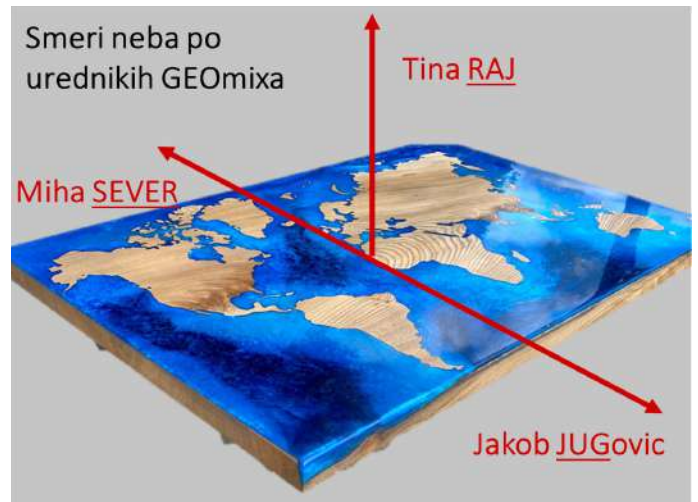 Smeri neba po
urednikih GEOmixa
Tina RAJ
Miha SEVER
Jakob JUGovic